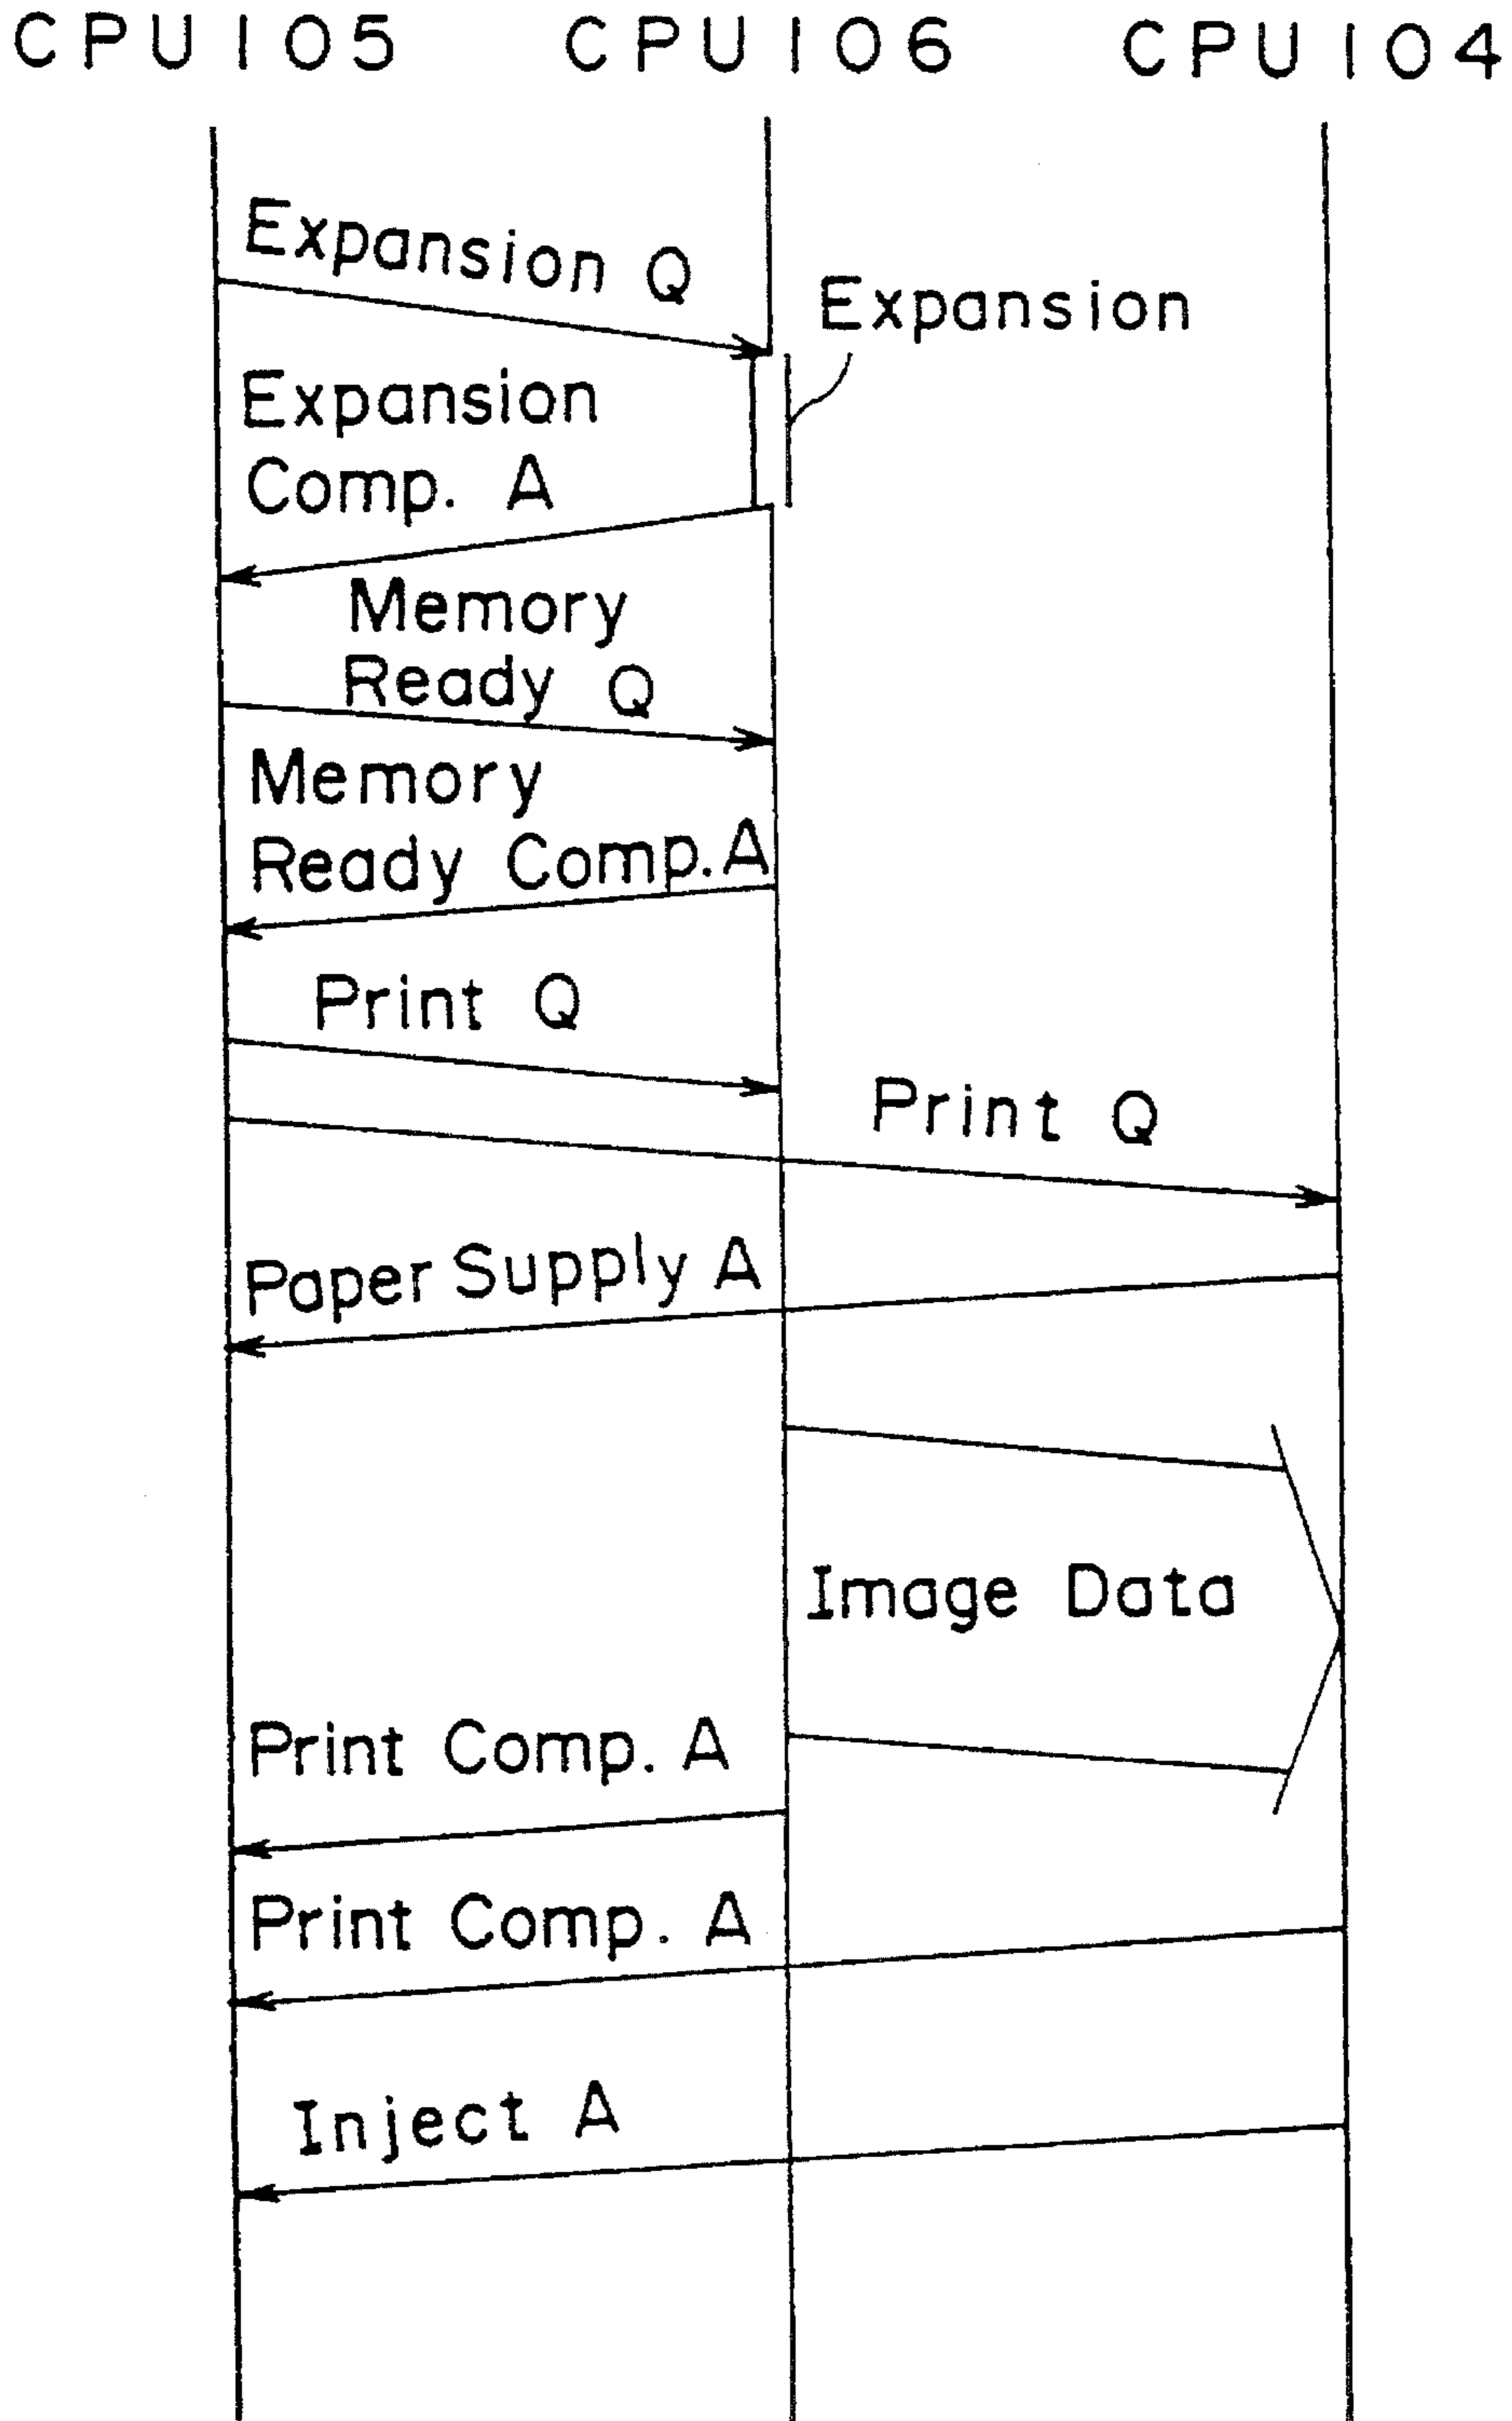 CPU105 CPU106 CPU104
Expansion Q
Expansion
Expansion
Comp. A
Memory
Ready Q
Memory
Ready Comp. A
Print Q
Print Q
Paper Supply A
Image Data
Print Comp. A
Print Comp. A
Inject A